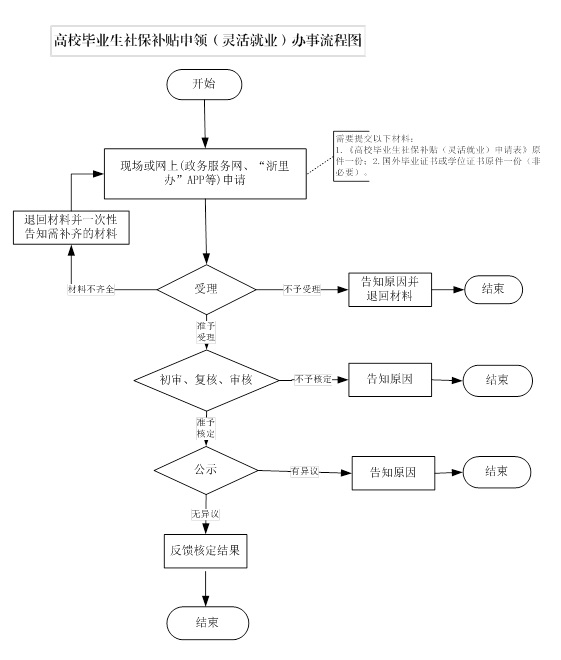 高校毕业生社保补贴申领（灵活就业）办事流程图
开始
需要提交以下材料：
1.《高校毕业生社保补贴（灵活就业）申请表》原
件一份；2.国外毕业证书或学位证书原件一份（非
必要）。
现场或网上(政务服务网、“浙里
办”APP等)申请
退回材料并一次性
告知需补齐的材料
材料不齐全
受理
不予受理
告知原因并
退回材料
结束
准予
受理
初审、复核、审核
不予核定
告知原因
结束
准予
核定
公示
有异议
告知原因
结束
无异议
反馈核定结果
结束